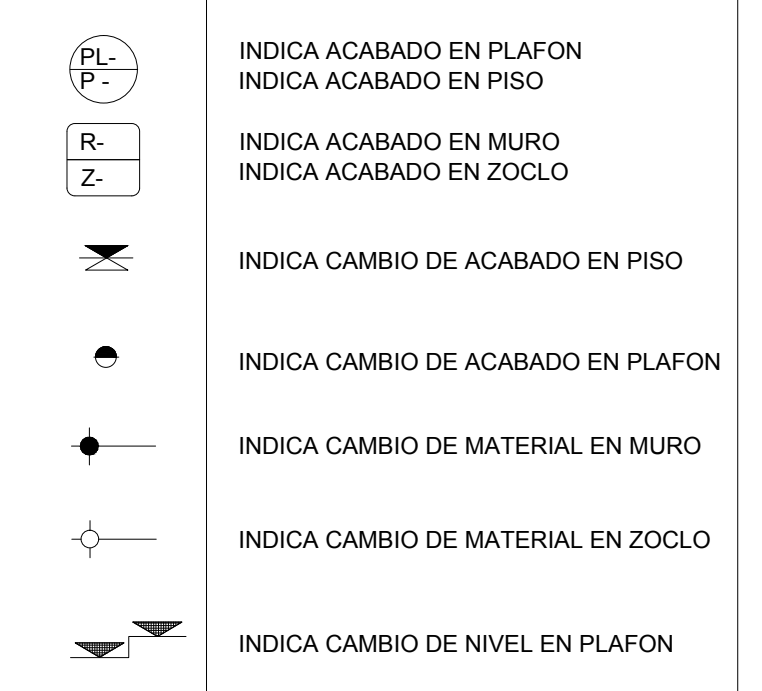 PL-
P -
INDICA ACABADO EN PLAFON
INDICA ACABADO EN PISO
R-
Z-
INDICA ACABADO EN MURO
INDICA ACABADO EN ZOCLO
INDICA CAMBIO DE ACABADO EN PISO
INDICA CAMBIO DE ACABADO EN PLAFON
INDICA CAMBIO DE MATERIAL EN MURO
INDICA CAMBIO DE MATERIAL EN ZOCLO
INDICA CAMBIO DE NIVEL EN PLAFON